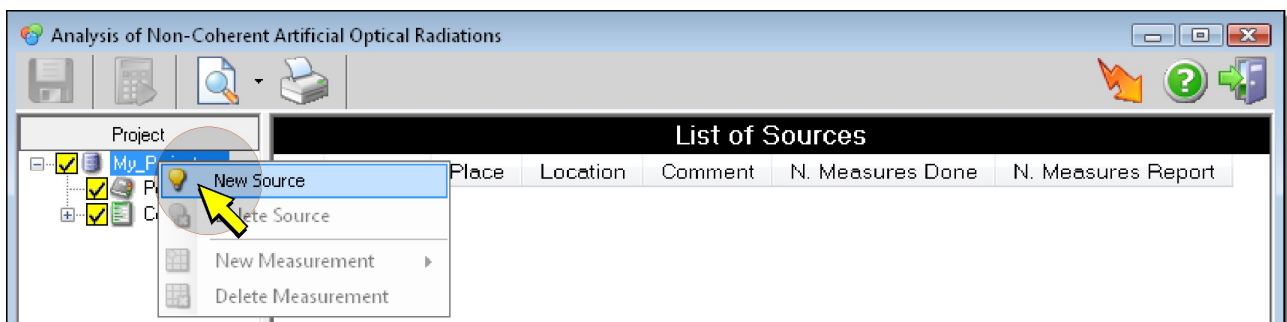 Analysis of Non-Coherent Artificial Optical Radiations
Project
List of Sources
My_P
Place Location Comment N. Measures Done N. Measures Report
New Source
Source
New Measurement
Delete Measurement